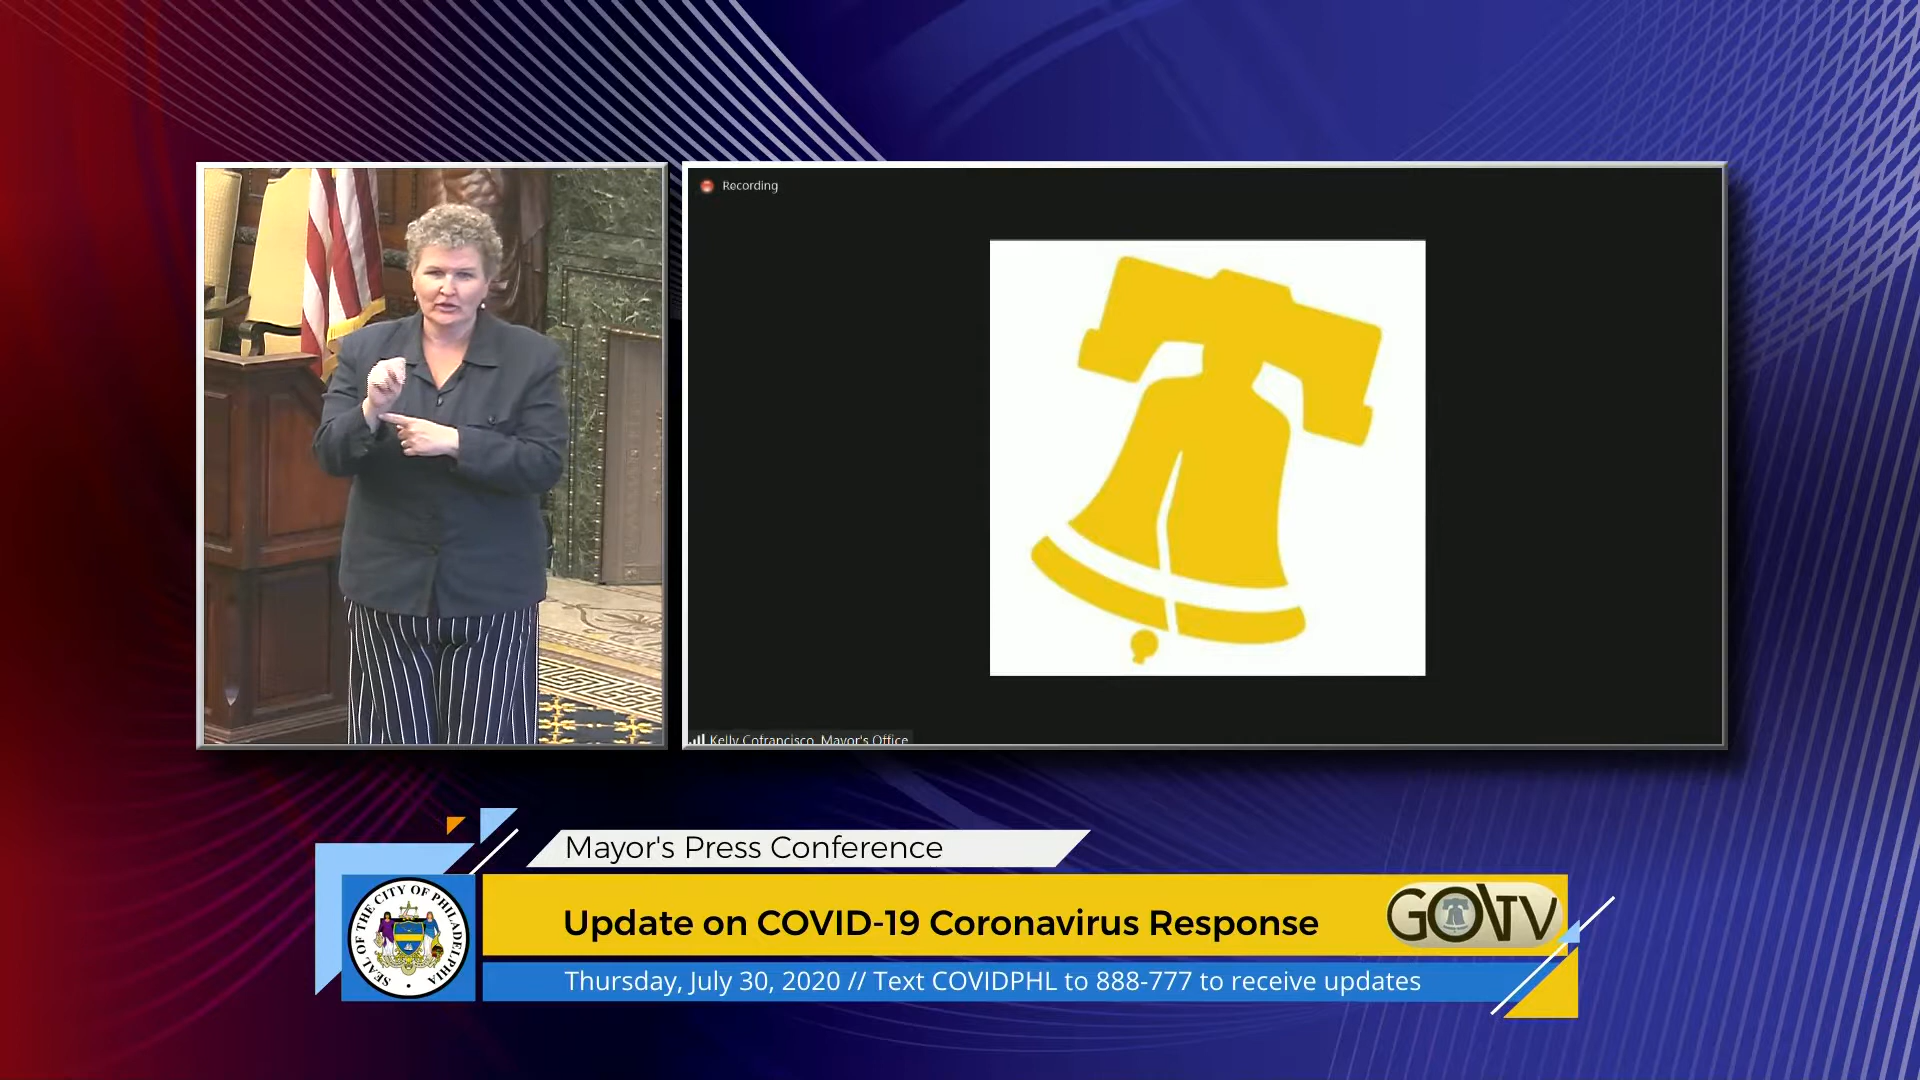 Recording
Kelly Cofrancisco, Mayor's Office
Mayor's Press Conference
Update on COVID-19 Coronavirus Response
GOVTV
Thursday, July 30, 2020 // Text COVIDPHL to 888-777 to receive updates
SEAL OF THE CITY OF PHILADELPHIA